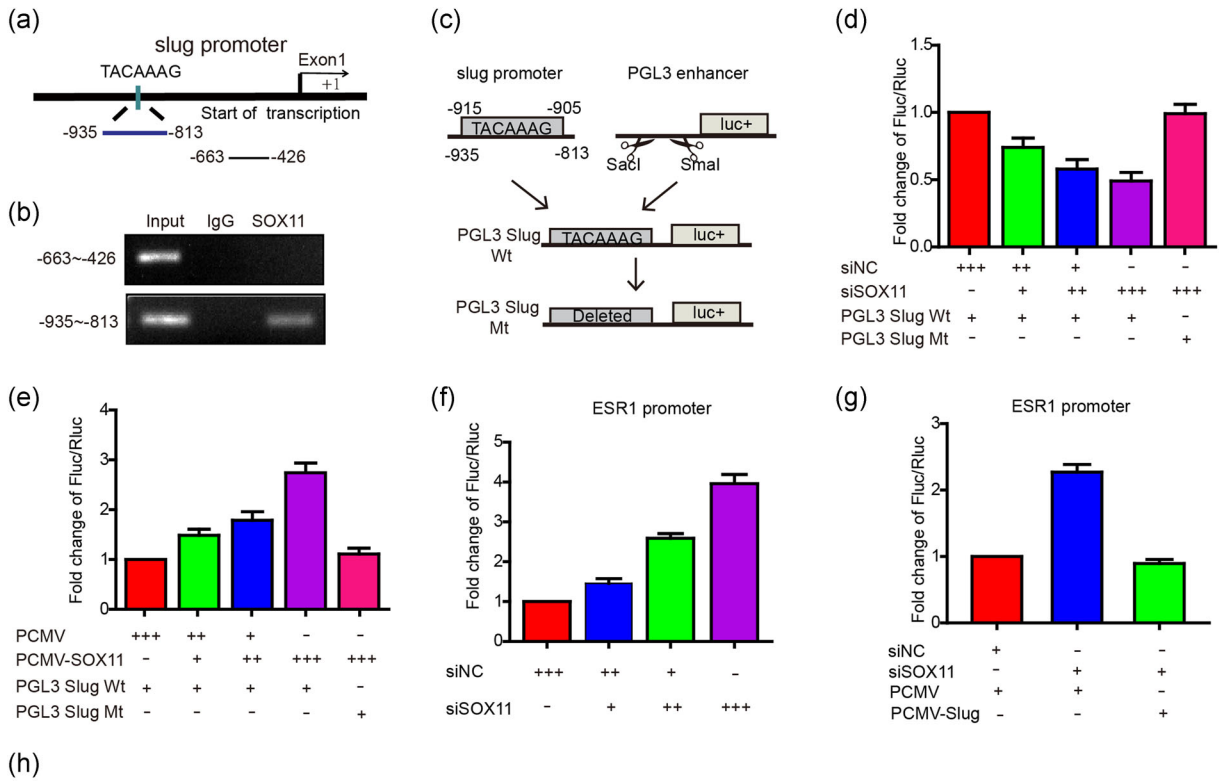 (a)
slug promoter
TACAAAG
Exon1
+1
Start of transcription
-935 -813
-663 -426
(b)
Input IgG SOX11
-663~-426
-935~-813
(c)
slug promoter PGL3 enhancer
-915 -905
TACAAAG luc+
-935 -813 SacI SmaI
PGL3 Slug Wt TACAAAG luc+
PGL3 Slug Mt Deleted luc+
(d)
Fold change of Fluc/Rluc
1.5
1.0
0.5
0.0
siNC +++ ++ + – –
siSOX11 – + ++ +++ +++
PGL3 Slug Wt + + + + –
PGL3 Slug Mt – – – – +
(e)
Fold change of Fluc/Rluc
4
3
2
1
0
PCMV +++ ++ + – –
PCMV-SOX11 – + ++ +++ +++
PGL3 Slug Wt + + + + –
PGL3 Slug Mt – – – – +
(f)
ESR1 promoter
Fold change of Fluc/Rluc
5
4
3
2
1
0
siNC +++ ++ + –
siSOX11 – + ++ +++
(g)
ESR1 promoter
Fold change of Fluc/Rluc
3
2
1
0
siNC + – –
siSOX11 – + +
PCMV + + –
PCMV-Slug – – +
(h)